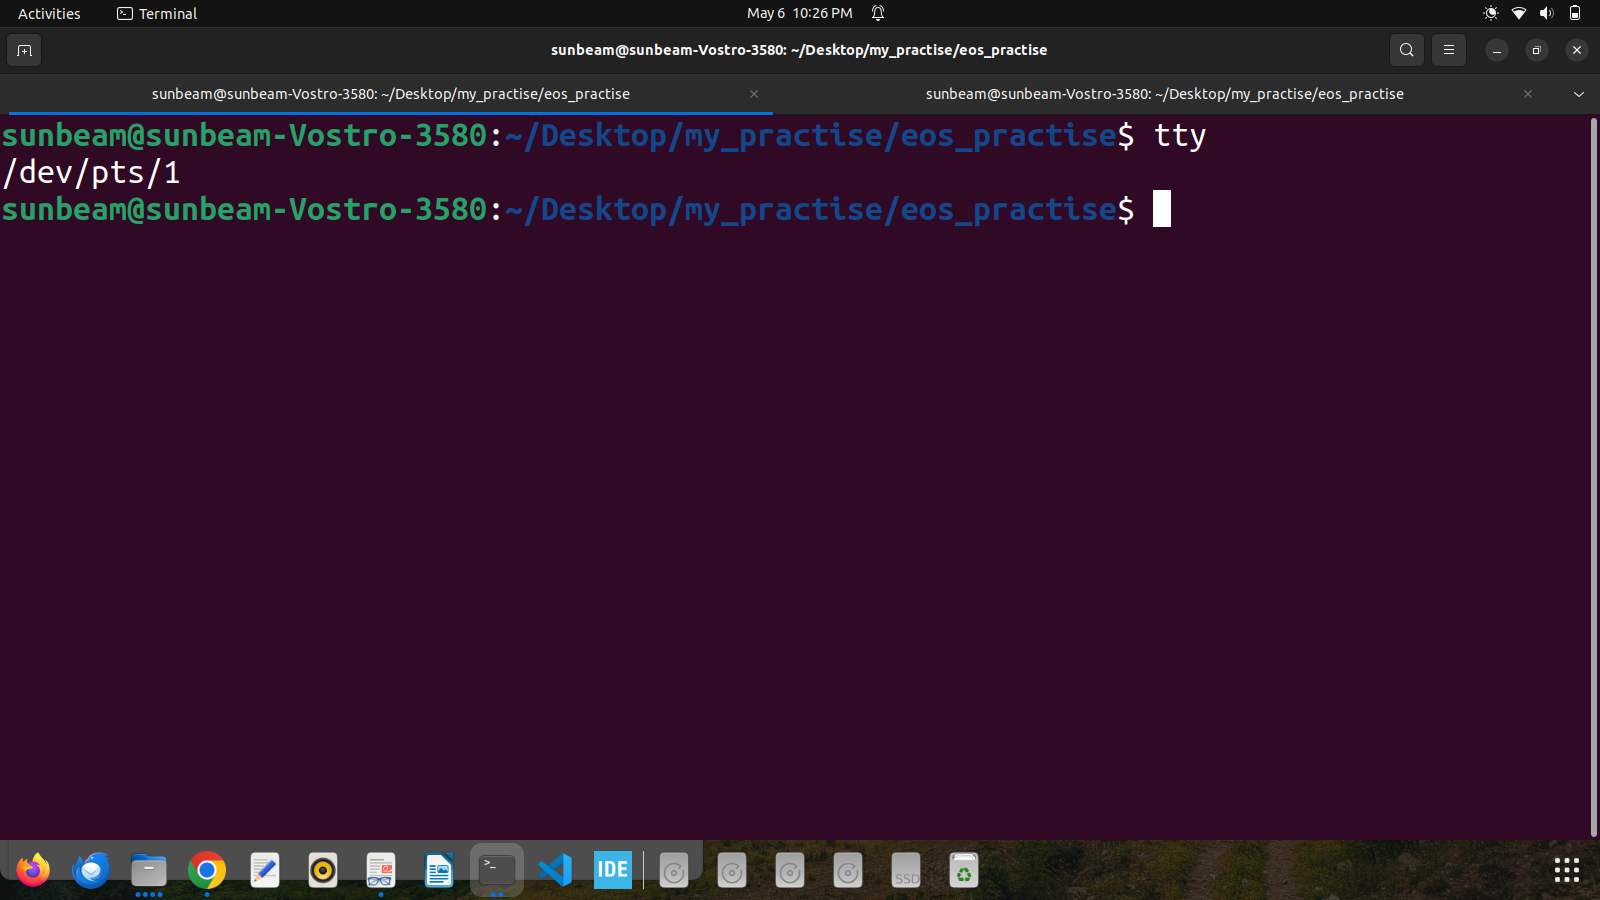 Activities Terminal May 6 10:26 PM
sunbeam@sunbeam-Vostro-3580: ~/Desktop/my_practise/eos_practise
sunbeam@sunbeam-Vostro-3580: ~/Desktop/my_practise/eos_practise sunbeam@sunbeam-Vostro-3580: ~/Desktop/my_practise/eos_practise
sunbeam@sunbeam-Vostro-3580:~/Desktop/my_practise/eos_practise$ tty
/dev/pts/1
sunbeam@sunbeam-Vostro-3580:~/Desktop/my_practise/eos_practise$
IDE SSD